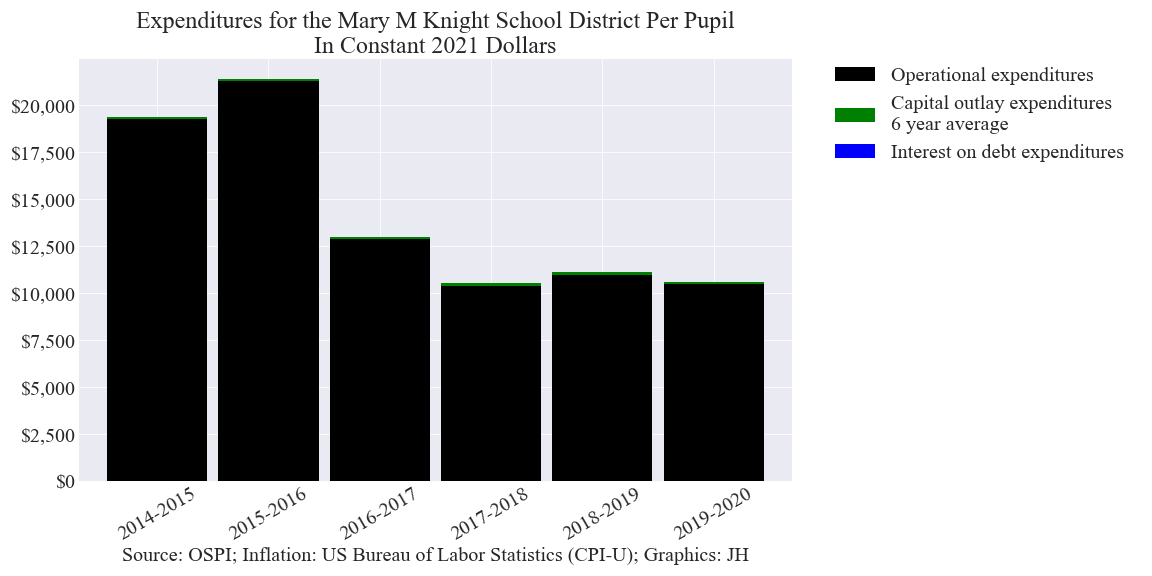 Expenditures for the Mary M Knight School District Per Pupil
In Constant 2021 Dollars
Operational expenditures
Capital outlay expenditures
6 year average
Interest on debt expenditures
$20,000
$17,500
$15,000
$12,500
$10,000
$7,500
$5,000
$2,500
$0
2014-2015
2015-2016
2016-2017
2017-2018
2018-2019
2019-2020
Source: OSPI; Inflation: US Bureau of Labor Statistics (CPI-U); Graphics: JH